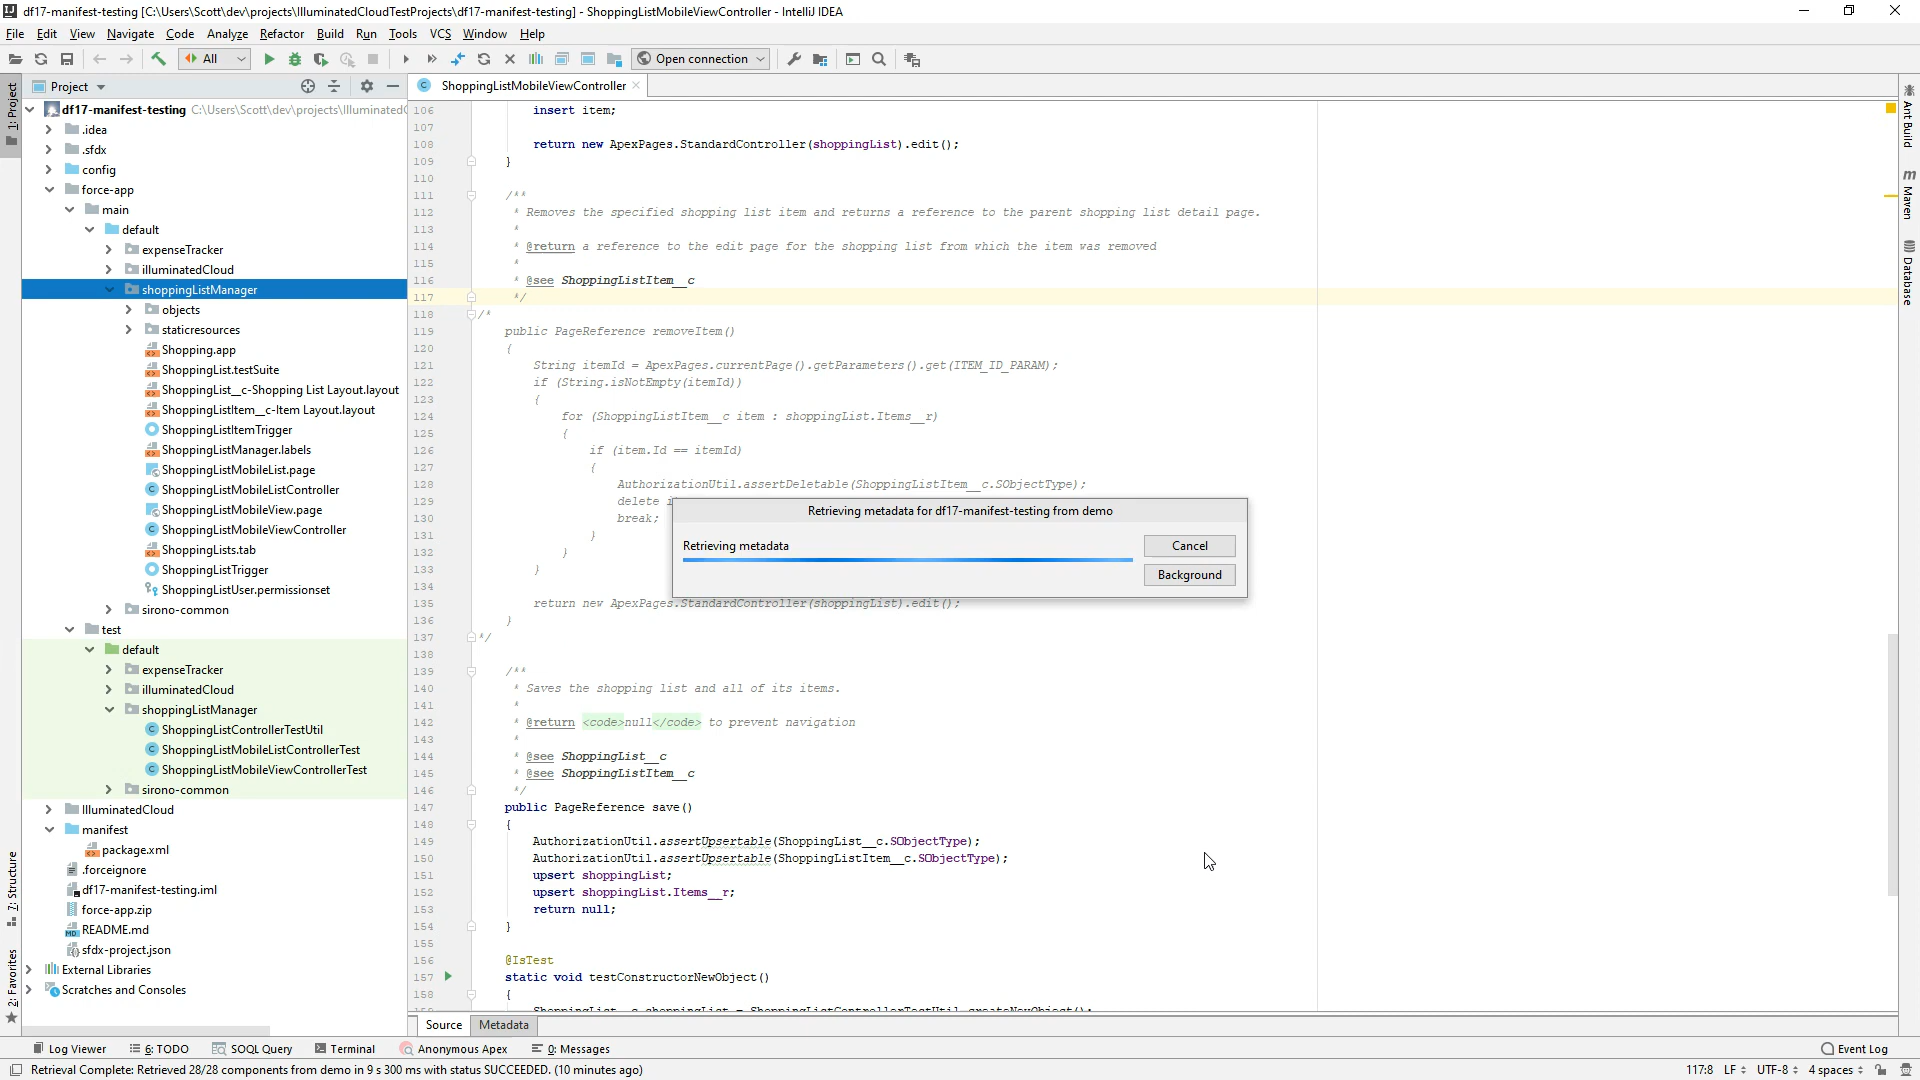 df17-manifest-testing [C:\Users\Scott\dev\projects\IlluminatedCloudTestProjects\df17-manifest-testing] - ShoppingListMobileViewController - IntelliJ IDEA
File Edit View Navigate Code Analyze Refactor Build Run Tools VCS Window Help
All
Open connection
1: Project
Project
ShoppingListMobileViewController
df17-manifest-testing C:\Users\Scott\dev\projects\Illuminated
.idea
.sfdx
config
force-app
main
default
expenseTracker
illuminatedCloud
shoppingListManager
objects
staticresources
Shopping.app
ShoppingList.testSuite
ShoppingList__c-Shopping List Layout.layout
ShoppingListItem__c-Item Layout.layout
ShoppingListItemTrigger
ShoppingListManager.labels
ShoppingListMobileList.page
ShoppingListMobileListController
ShoppingListMobileView.page
ShoppingListMobileViewController
ShoppingLists.tab
ShoppingListTrigger
ShoppingListUser.permissionset
sirono-common
test
default
expenseTracker
illuminatedCloud
shoppingListManager
ShoppingListControllerTestUtil
ShoppingListMobileListControllerTest
ShoppingListMobileViewControllerTest
sirono-common
IlluminatedCloud
manifest
package.xml
.forceignore
df17-manifest-testing.iml
force-app.zip
README.md
sfdx-project.json
External Libraries
Scratches and Consoles
7: Structure
2: Favorites
106 insert item;
107
108 return new ApexPages.StandardController(shoppingList).edit();
109 }
110
111 /**
112 * Removes the specified shopping list item and returns a reference to the parent shopping list detail page.
113 *
114 * @return a reference to the edit page for the shopping list from which the item was removed
115 *
116 * @see ShoppingListItem__c
117 */
118 /*
119 public PageReference removeItem()
120 {
121 String itemId = ApexPages.currentPage().getParameters().get(ITEM_ID_PARAM);
122 if (String.isNotEmpty(itemId))
123 {
124 for (ShoppingListItem__c item : shoppingList.Items__r)
125 {
126 if (item.Id == itemId)
127 {
128 AuthorizationUtil.assertDeletable(ShoppingListItem__c.SObjectType);
129 delete i
130 break;
131 }
132 }
133 }
134
135 return new ApexPages.StandardController(shoppingList).edit();
136 }
137 */
138
139 /**
140 * Saves the shopping list and all of its items.
141 *
142 * @return <code>null</code> to prevent navigation
143 *
144 * @see ShoppingList__c
145 * @see ShoppingListItem__c
146 */
147 public PageReference save()
148 {
149 AuthorizationUtil.assertUpsertable(ShoppingList__c.SObjectType);
150 AuthorizationUtil.assertUpsertable(ShoppingListItem__c.SObjectType);
151 upsert shoppingList;
152 upsert shoppingList.Items__r;
153 return null;
154 }
155
156 @IsTest
157 static void testConstructorNewObject()
158 {
159 ShoppingList__c shoppingList = ShoppingListControllerTestUtil.createNewObject();
Retrieving metadata for df17-manifest-testing from demo
Retrieving metadata
Cancel
Background
Ant Build
Maven
Database
Source Metadata
Log Viewer 6: TODO SOQL Query Terminal Anonymous Apex 0: Messages Event Log
Retrieval Complete: Retrieved 28/28 components from demo in 9 s 300 ms with status SUCCEEDED. (10 minutes ago) 117:8 LF UTF-8 4 spaces